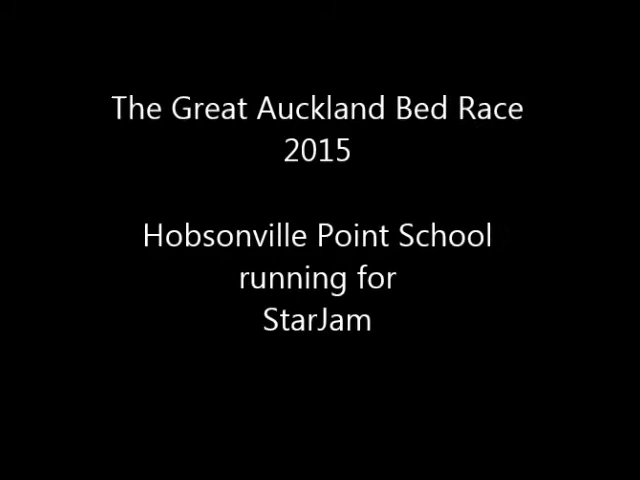 The Great Auckland Bed Race
2015
Hobsonville Point School
running for
StarJam